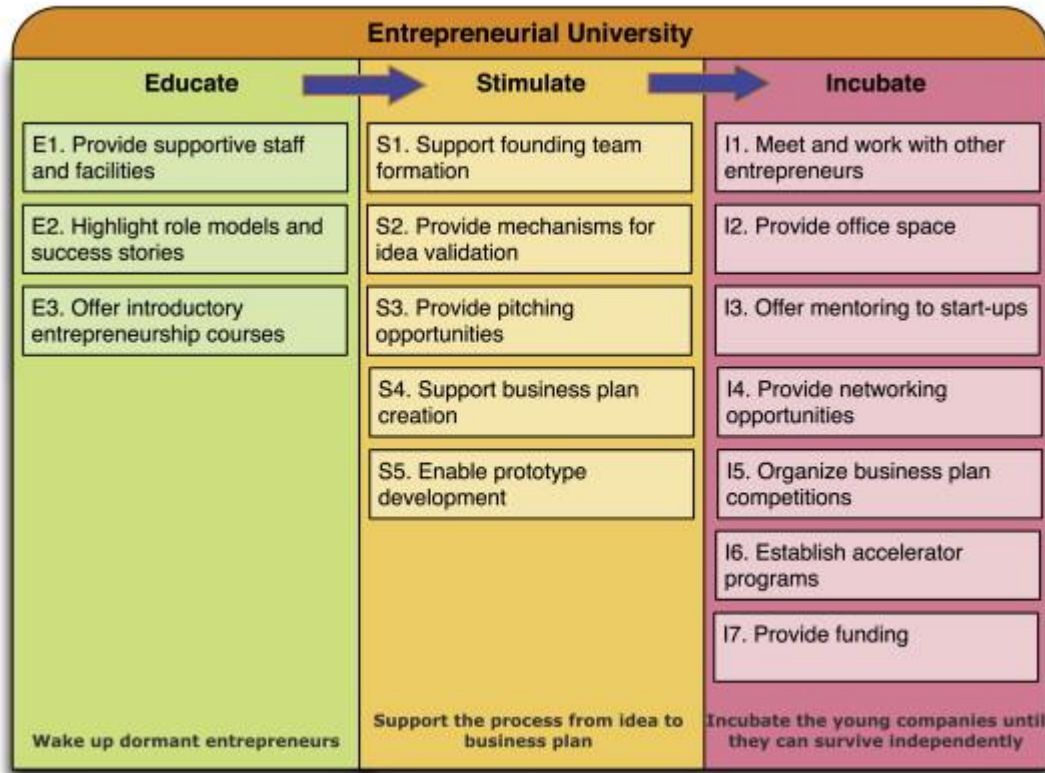 Entrepreneurial University
Educate
E1. Provide supportive staff
and facilities
E2. Highlight role models and
success stories
E3. Offer introductory
entrepreneurship courses
Wake up dormant entrepreneurs
Stimulate
S1. Support founding team
formation
S2. Provide mechanisms for
idea validation
S3. Provide pitching
opportunities
S4. Support business plan
creation
S5. Enable prototype
development
Support the process from idea to
business plan
Incubate
I1. Meet and work with other
entrepreneurs
I2. Provide office space
I3. Offer mentoring to start-ups
I4. Provide networking
opportunities
I5. Organize business plan
competitions
I6. Establish accelerator
programs
I7. Provide funding
Incubate the young companies until
they can survive independently